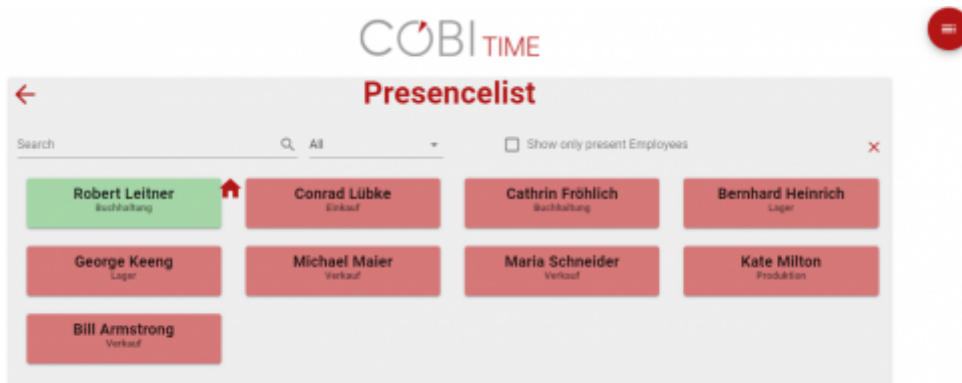 COBI TIME
Presencelist
Search All Show only present Employees
Robert Leitner Conrad Lübke Cathrin Fröhlich Bernhard Heinrich
Buchhaltung Einkauf Buchhaltung Lager
George Keeng Michael Maier Maria Schneider Kate Milton
Lager Verkauf Verkauf Produktion
Bill Armstrong
Verkauf